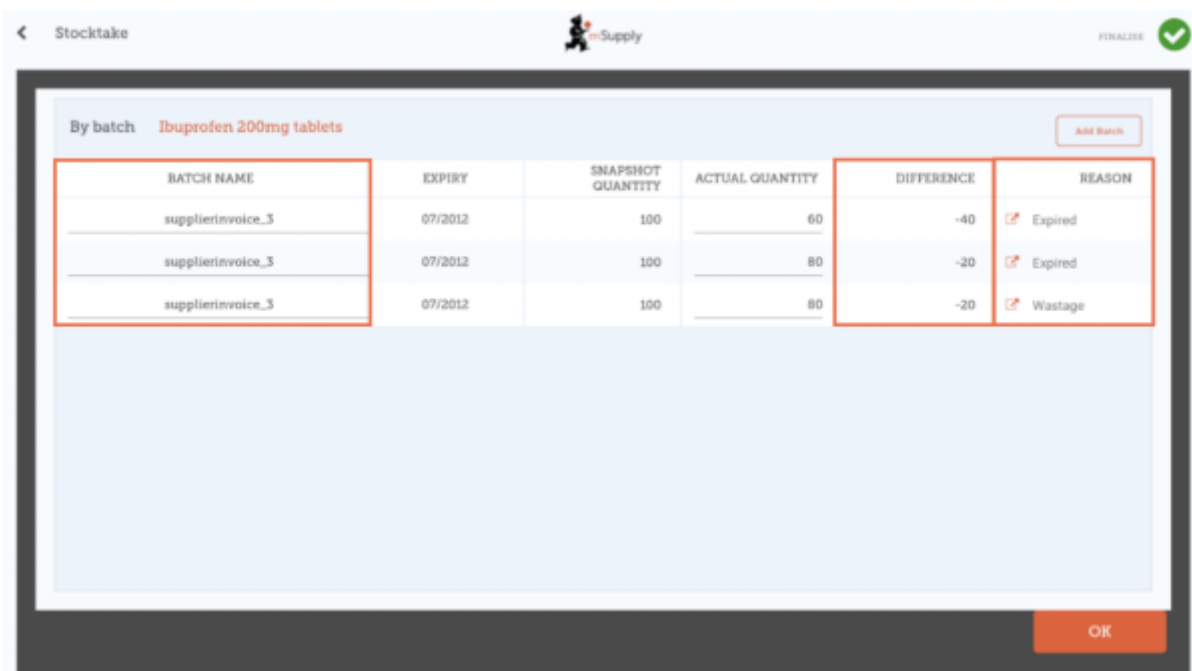 Stocktake
mSupply
FINALISE
By batch Ibuprofen 200mg tablets
Add Batch
BATCH NAME EXPIRY SNAPSHOT QUANTITY ACTUAL QUANTITY DIFFERENCE REASON
supplierinvoice_3 07/2012 100 60 -40 Expired
supplierinvoice_3 07/2012 100 80 -20 Expired
supplierinvoice_3 07/2012 100 80 -20 Wastage
OK